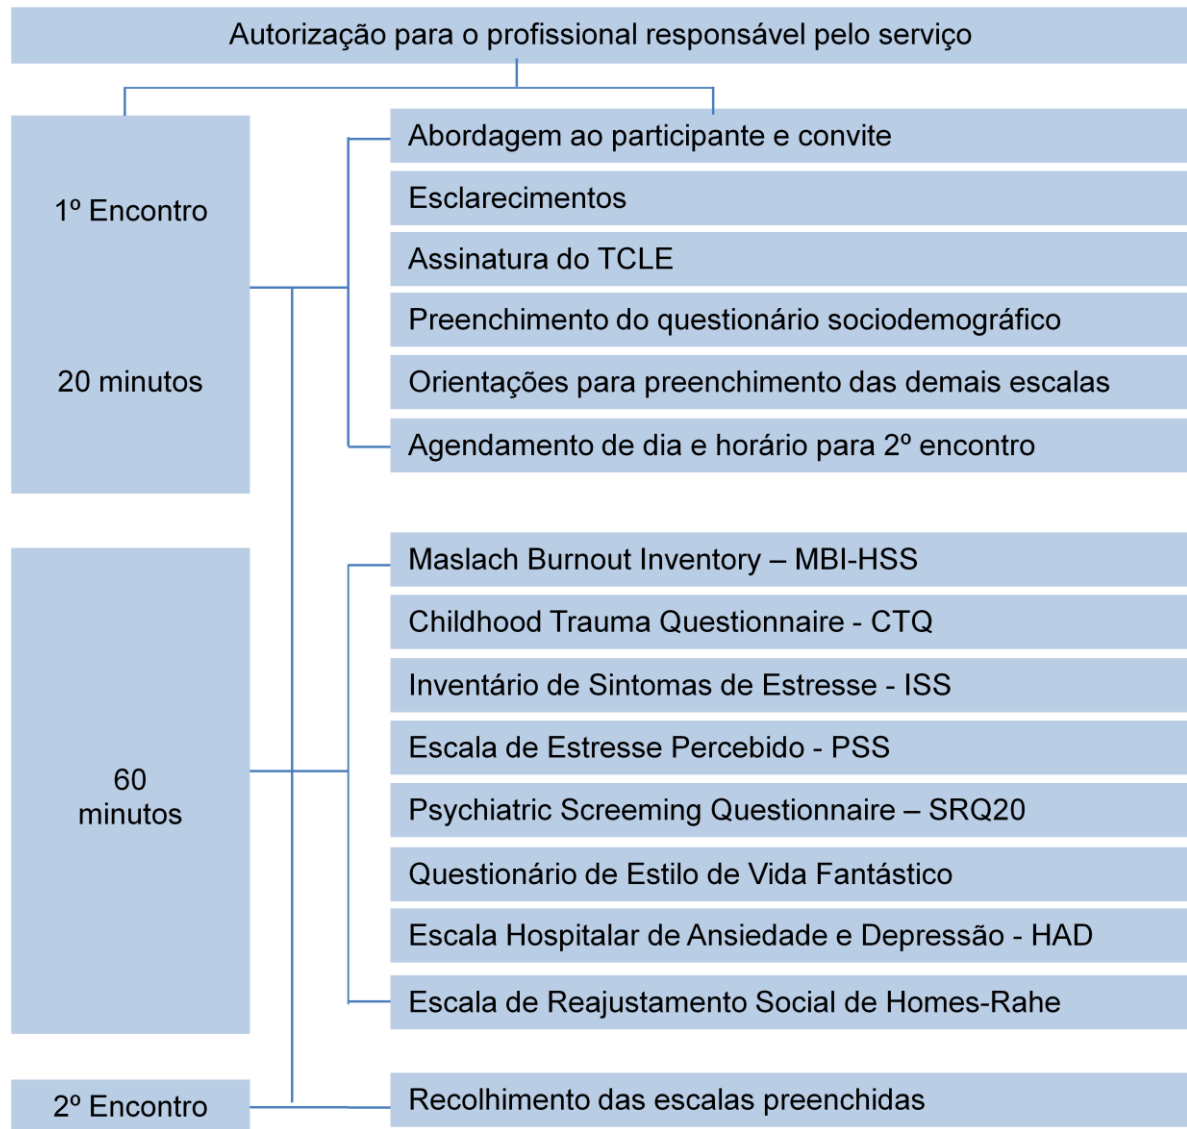 Autorização para o profissional responsável pelo serviço
1º Encontro
20 minutos
Abordagem ao participante e convite
Esclarecimentos
Assinatura do TCLE
Preenchimento do questionário sociodemográfico
Orientações para preenchimento das demais escalas
Agendamento de dia e horário para 2º encontro
60
minutos
Maslach Burnout Inventory – MBI-HSS
Childhood Trauma Questionnaire - CTQ
Inventário de Sintomas de Estresse - ISS
Escala de Estresse Percebido - PSS
Psychiatric Screeming Questionnaire – SRQ20
Questionário de Estilo de Vida Fantástico
Escala Hospitalar de Ansiedade e Depressão - HAD
Escala de Reajustamento Social de Homes-Rahe
2º Encontro
Recolhimento das escalas preenchidas